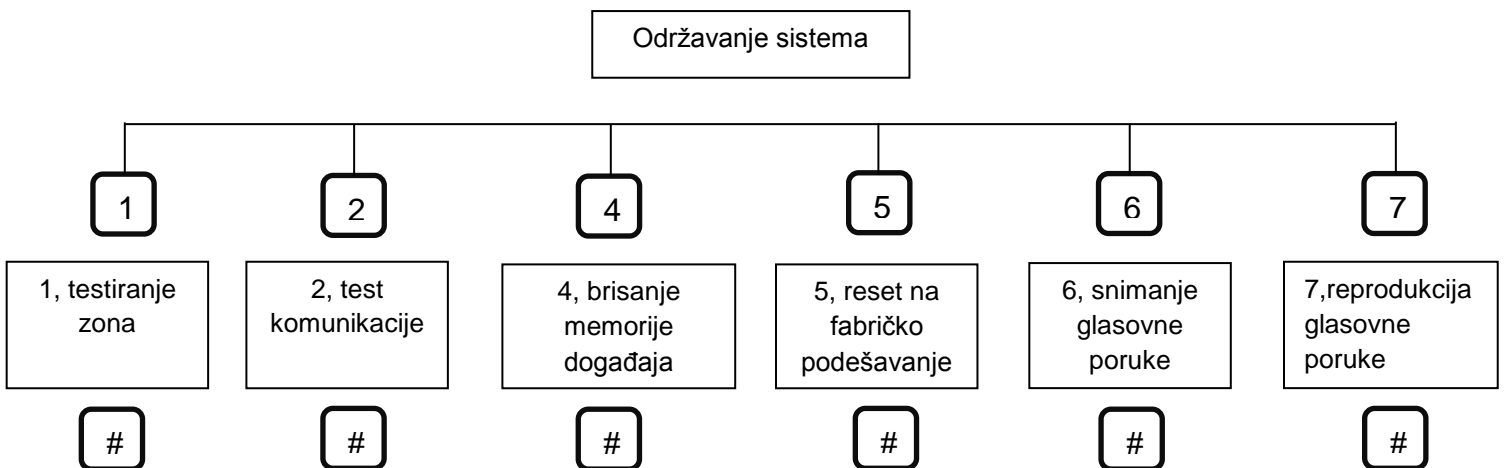 Održavanje sistema
1
2
4
5
6
7
1, testiranje
zona
2, test
komunikacije
4, brisanje
memorije
događaja
5, reset na
fabričko
podešavanje
6, snimanje
glasovne
poruke
7,reprodukcija
glasovne
poruke
#
#
#
#
#
#